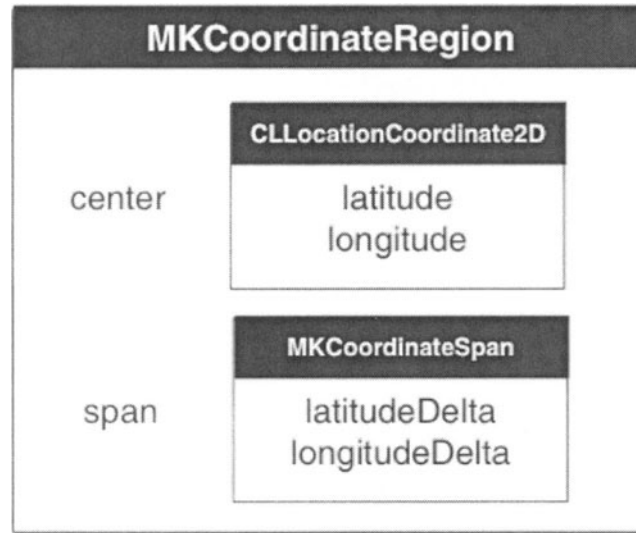 MKCoordinateRegion
CLLocationCoordinate2D
center
latitude
longitude
MKCoordinateSpan
span
latitudeDelta
longitudeDelta